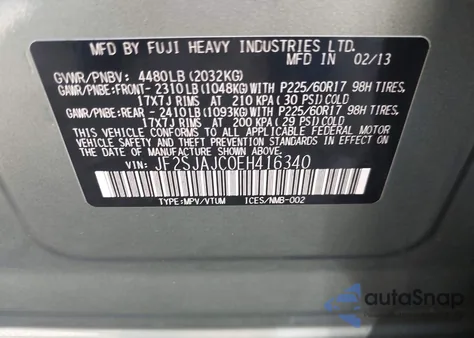 MFD BY FUJI HEAVY INDUSTRIES LTD.
MFD IN 02/13
GVWR/PNBV: 4480LB (2032KG)
GAWR/PNBE:FRONT-2310LB(1048KG)WITH P225/60R17 98H TIRES,
17X7J RIMS AT 210 KPA(30 PSI)COLD
GAWR/PNBE:REAR -2410LB(1093KG)WITH P225/60R17 98H TIRES,
17X7J RIMS AT 200 KPA(29 PSI)COLD
THIS VEHICLE CONFORMS TO ALL APPLICABLE
FEDERAL MOTOR VEHICLE SAFETY,
BUMPER, AND THEFT PREVENTION STANDARDS IN EFFECT ON
THE DATE OF MANUFACTURE SHOWN ABOVE.
VIN: JF2SJAJC0EH416340
TYPE:MPV/VTUM ICES/NMB-002
autoSnap